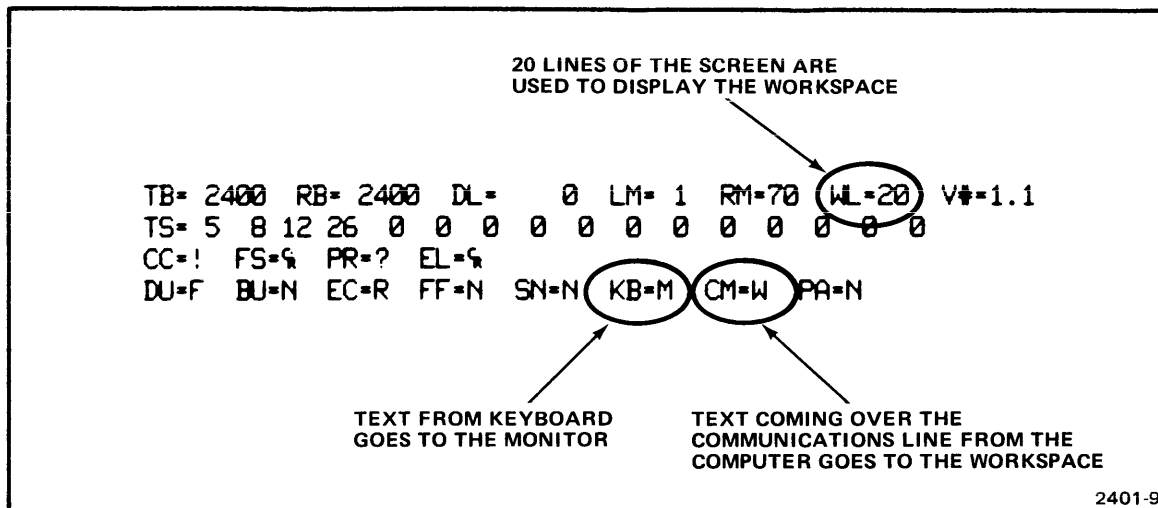 20 LINES OF THE SCREEN ARE
USED TO DISPLAY THE WORKSPACE
TB= 2400 RB= 2400 DL= 0 LM= 1 RM=70 WL=20 V#=1.1
TS= 5 8 12 26 0 0 0 0 0 0 0 0 0 0 0 0
CC=! FS=␍ PR=? EL=␍
DU=F BU=N EC=R FF=N SN=N KB=M CM=W PA=N
TEXT FROM KEYBOARD
GOES TO THE MONITOR
TEXT COMING OVER THE
COMMUNICATIONS LINE FROM THE
COMPUTER GOES TO THE WORKSPACE
2401-9